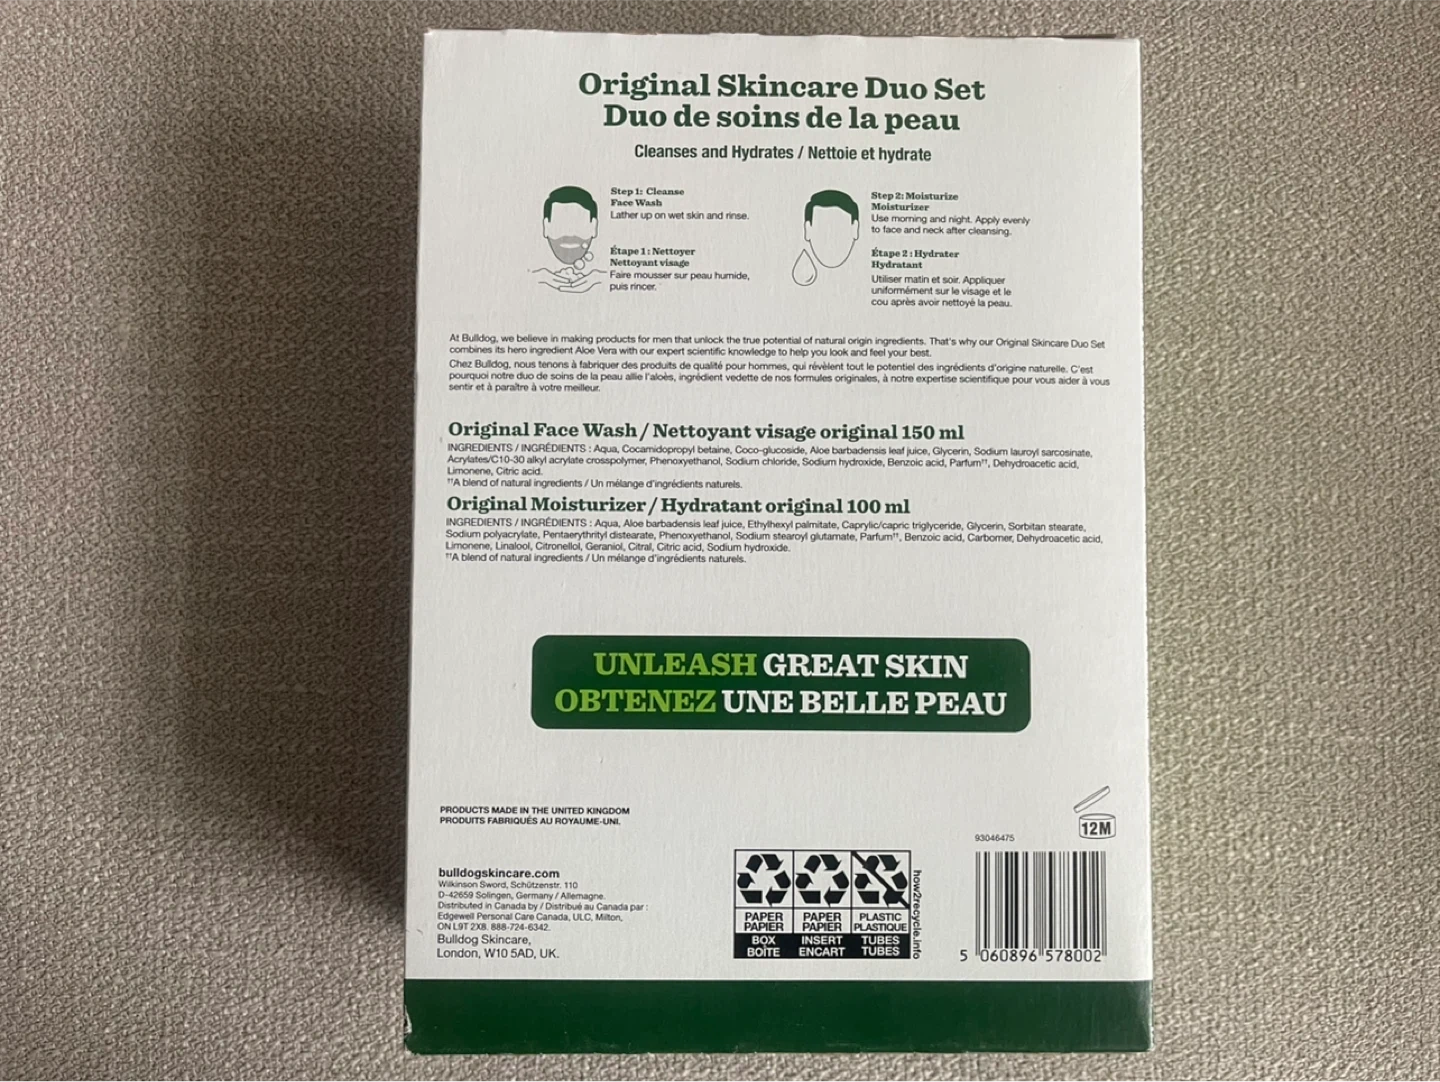 Original Skincare Duo Set
Duo de soins de la peau
Cleanses and Hydrates / Nettoie et hydrate
Step 1: Cleanse
Face Wash
Lather up on wet skin and rinse.
Étape 1 : Nettoyer
Nettoyant visage
Faire mousser sur peau humide,
puis rincer.
Step 2: Moisturize
Moisturizer
Use morning and night. Apply evenly
to face and neck after cleansing.
Étape 2 : Hydrater
Hydratant
Utiliser matin et soir. Appliquer
uniformément sur le visage et le
cou après avoir nettoyé la peau.
At Bulldog, we believe in making products for men that unlock the true potential of natural origin ingredients. That's why our Original Skincare Duo Set
combines its hero ingredient Aloe Vera with our expert scientific knowledge to help you look and feel your best.
Chez Bulldog, nous tenons à fabriquer des produits de qualité pour hommes, qui révèlent tout le potentiel des ingrédients d'origine naturelle. C'est
pourquoi notre duo de soins de la peau allie l'aloès, ingrédient vedette de nos formules originales, à notre expertise scientifique pour vous aider à vous
sentir et à paraître à votre meilleur.
Original Face Wash / Nettoyant visage original 150 ml
INGREDIENTS / INGRÉDIENTS : Aqua, Cocamidopropyl betaine, Coco-glucoside, Aloe barbadensis leaf juice, Glycerin, Sodium lauroyl sarcosinate,
Acrylates/C10-30 alkyl acrylate crosspolymer, Phenoxyethanol, Sodium chloride, Sodium hydroxide, Benzoic acid, Parfum††, Dehydroacetic acid,
Limonene, Citric acid.
††A blend of natural ingredients / Un mélange d'ingrédients naturels.
Original Moisturizer / Hydratant original 100 ml
INGREDIENTS / INGRÉDIENTS : Aqua, Aloe barbadensis leaf juice, Ethylhexyl palmitate, Caprylic/capric triglyceride, Glycerin, Sorbitan stearate,
Sodium polyacrylate, Pentaerythrityl distearate, Phenoxyethanol, Sodium stearoyl glutamate, Parfum††, Benzoic acid, Carbomer, Dehydroacetic acid,
Limonene, Linalool, Citronellol, Geraniol, Citral, Citric acid, Sodium hydroxide.
††A blend of natural ingredients / Un mélange d'ingrédients naturels.
UNLEASH GREAT SKIN
OBTENEZ UNE BELLE PEAU
PRODUCTS MADE IN THE UNITED KINGDOM
PRODUITS FABRIQUÉS AU ROYAUME-UNI.
bulldogskincare.com
Wilkinson Sword, Schützenstr. 110
D-42659 Solingen, Germany / Allemagne.
Distributed in Canada by / Distribué au Canada par :
Edgewell Personal Care Canada, ULC, Milton,
ON L9T 2X8. 888-724-6342.
Bulldog Skincare,
London, W10 5AD, UK.
PAPER
PAPIER
BOX
BOÎTE
PAPER
PAPIER
INSERT
ENCART
PLASTIC
PLASTIQUE
TUBES
TUBES
how2recycle.info
12M
93046475
5 060896 578002